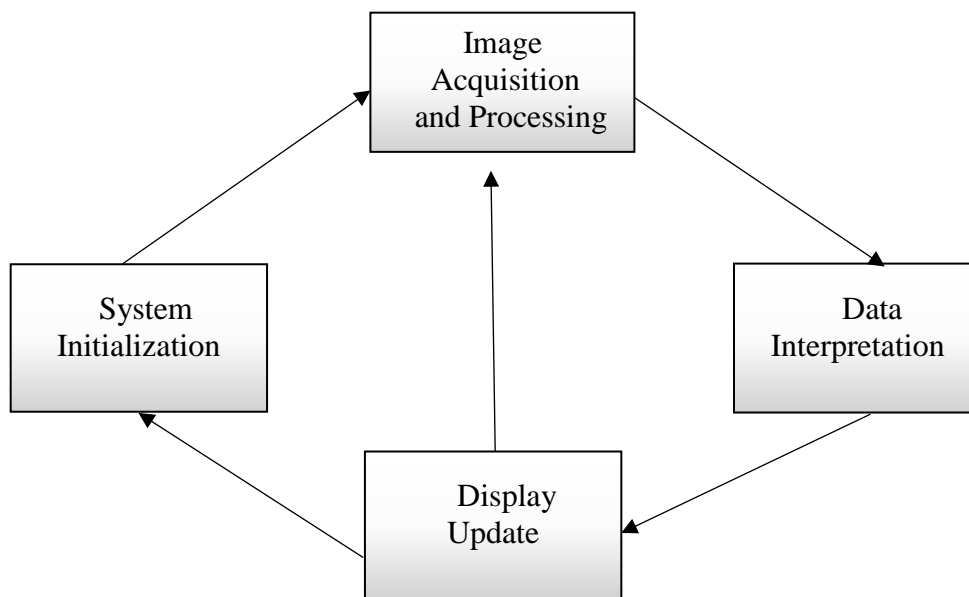 Image
Acquisition
and Processing
System
Initialization
Data
Interpretation
Display
Update